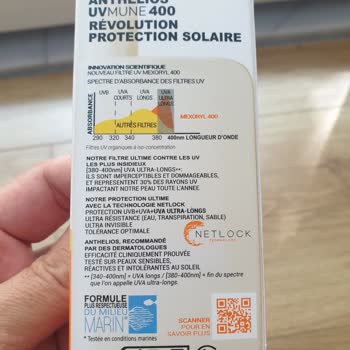 ANTHELIOS
UVMUNE 400
RÉVOLUTION
PROTECTION SOLAIRE
INNOVATION SCIENTIFIQUE
NOUVEAU FILTRE UV MEXORYL 400
SPECTRE D'ABSORBANCE DES FILTRES UV
ABSORBANCE
UVB
UVA COURTS
UVA LONGS
UVA ULTRA LONGS
MEXORYL 400
AUTRES FILTRES
290 320 340 380 400nm LONGUEUR D'ONDE
Filtres UV organiques à iso-concentration
NOTRE FILTRE ULTIME CONTRE LES UV
LES PLUS INSIDIEUX
[380-400nm] UVA ULTRA-LONGS**:
ILS SONT IMPERCEPTIBLES ET DOMMAGEABLES,
ET REPRÉSENTENT 30% DES RAYONS UV
IMPACTANT NOTRE PEAU TOUTE L'ANNÉE.
NOTRE PROTECTION ULTIME
AVEC LA TECHNOLOGIE NETLOCK
PROTECTION UVB+UVA+UVA ULTRA-LONGS
ULTRA RÉSISTANCE (EAU, TRANSPIRATION, SABLE)
ULTRA INVISIBLE
TOLÉRANCE OPTIMALE
NETLOCK
TECHNOLOGY
ANTHELIOS, RECOMMANDÉ
PAR DES DERMATOLOGUES
EFFICACITÉ CLINIQUEMENT PROUVÉE
TESTÉ SUR PEAUX SENSIBLES,
RÉACTIVES ET INTOLÉRANTES AU SOLEIL
** [340-400nm] = UVA longs / [380-400nm] = fin du spectre
que l'on appelle UVA ultra-longs.
FORMULE
PLUS RESPECTUEUSE
DU MILIEU
MARIN*
* Testée en conditions marines
SCANNER
POUR EN
SAVOIR PLUS